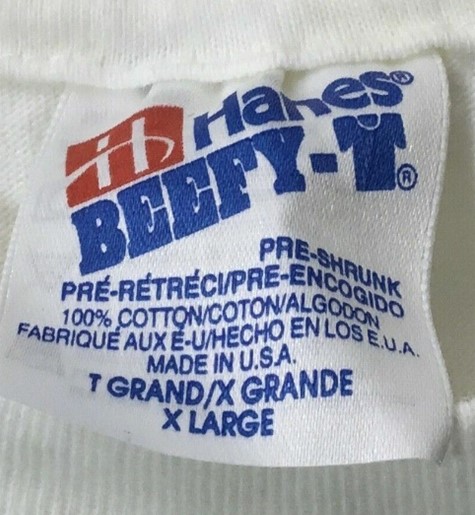 Hanes®
BEEFY-T®
PRE-SHRUNK
PRÉ-RÉTRÉCI/PRE-ENCOGIDO
100% COTTON/COTON/ALGODON
FABRIQUÉ AUX É-U/HECHO EN LOS E.U.A.
MADE IN U.S.A.
T GRAND/X GRANDE
X LARGE